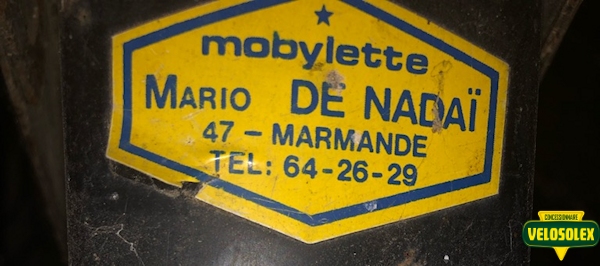 mobylette
MARIO DE NADAÏ
47 - MARMANDE
TEL: 64-26-29
CONCESSIONNAIRE
VELOSOLEX